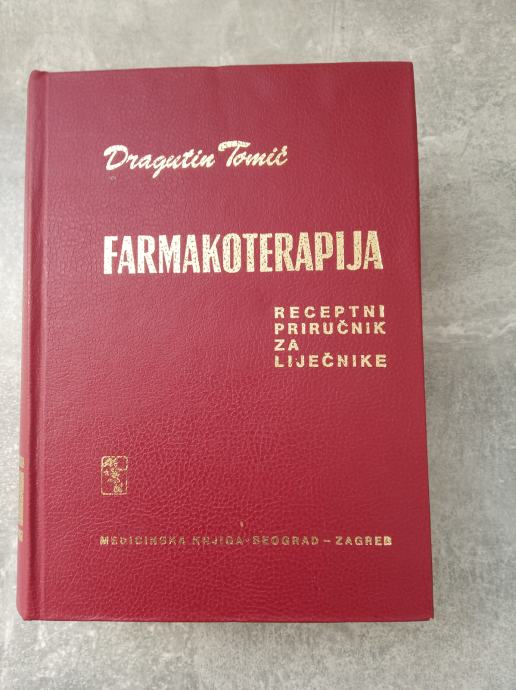 Dragutin Tomić
FARMAKOTERAPIJA
RECEPTNI
PRIRUČNIK
ZA
LIJEČNIKE
MEDICINSKA KNJIGA-BEOGRAD – ZAGREB